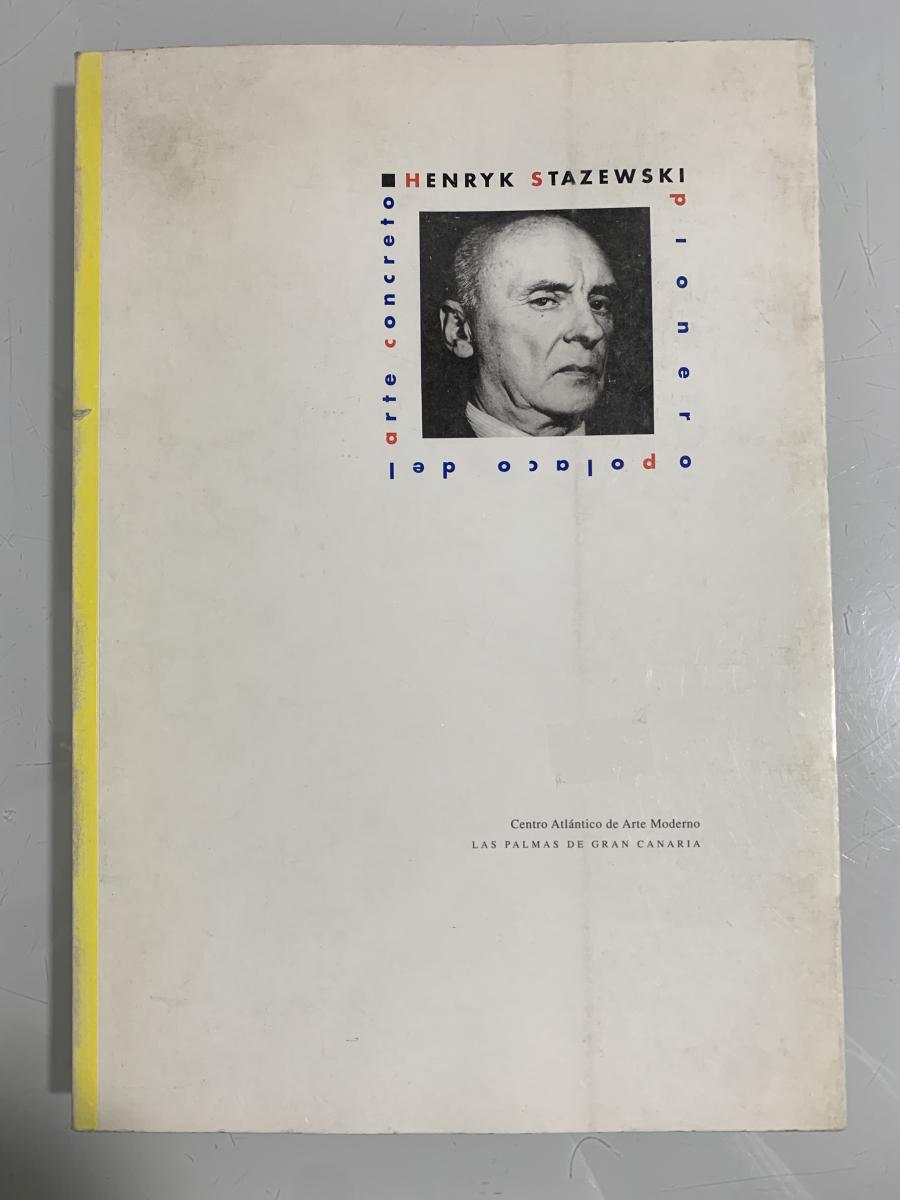 ■ HENRYK STAZEWSKI
pionero
polaco del
arte concreto
Centro Atlántico de Arte Moderno
LAS PALMAS DE GRAN CANARIA